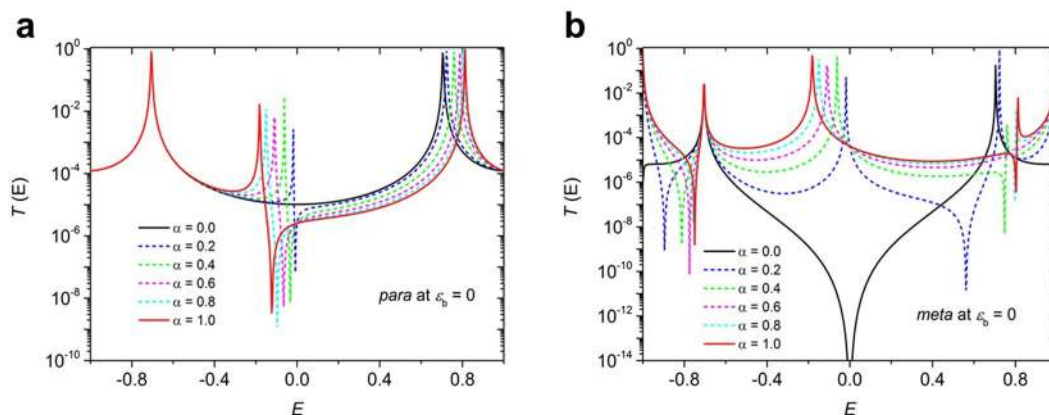 a
10^0
10^-2
10^-4
10^-6
10^-8
10^-10
T (E)
α = 0.0
α = 0.2
α = 0.4
α = 0.6
α = 0.8
α = 1.0
para at ε_b = 0
-0.8 -0.4 0.0 0.4 0.8
E
b
10^0
10^-2
10^-4
10^-6
10^-8
10^-10
10^-12
10^-14
T (E)
α = 0.0
α = 0.2
α = 0.4
α = 0.6
α = 0.8
α = 1.0
meta at ε_b = 0
-0.8 -0.4 0.0 0.4 0.8
E